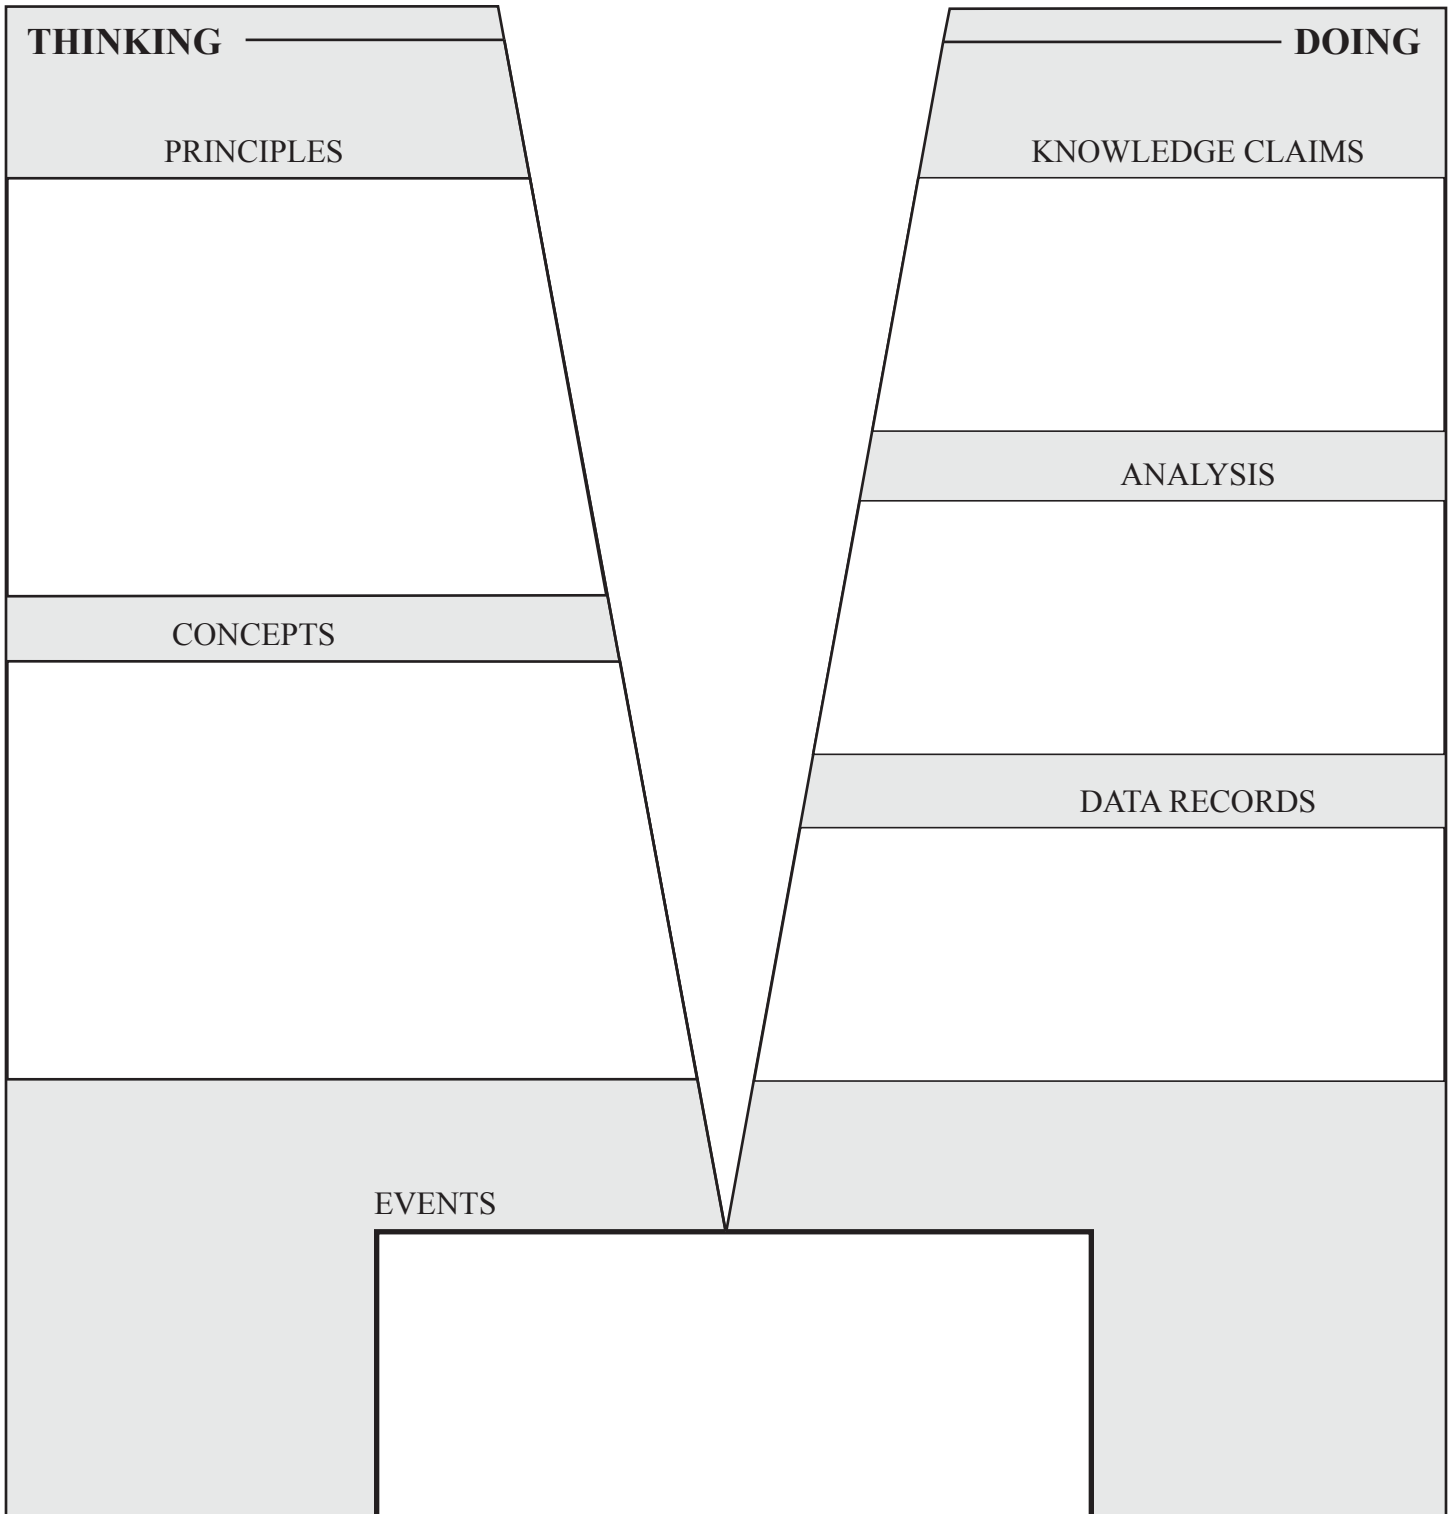 THINKING
DOING
PRINCIPLES
KNOWLEDGE CLAIMS
ANALYSIS
CONCEPTS
DATA RECORDS
EVENTS